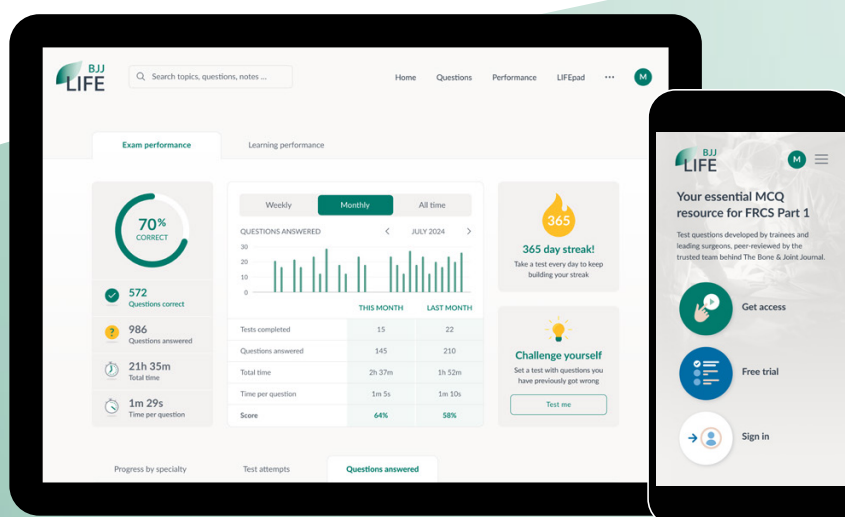 BJJ
LIFE
Search topics, questions, notes ...
Home
Questions
Performance
LIFEpad
...
M
Exam performance
Learning performance
70%
CORRECT
572
Questions correct
?
986
Questions answered
21h 35m
Total time
1m 29s
Time per question
Weekly
Monthly
All time
QUESTIONS ANSWERED
<
JULY 2024
>
30
20
10
0
THIS MONTH
LAST MONTH
Tests completed
15
22
Questions answered
145
210
Total time
2h 37m
1h 52m
Time per question
1m 5s
1m 10s
Score
64%
58%
365
365 day streak!
Take a test every day to keep
building your streak
Challenge yourself
Set a test with questions you
have previously got wrong
Test me
Progress by specialty
Test attempts
Questions answered
BJJ
LIFE
M
Your essential MCQ
resource for FRCS Part 1
Test questions developed by trainees and
leading surgeons, peer-reviewed by the
trusted team behind The Bone & Joint Journal.
Get access
Free trial
Sign in